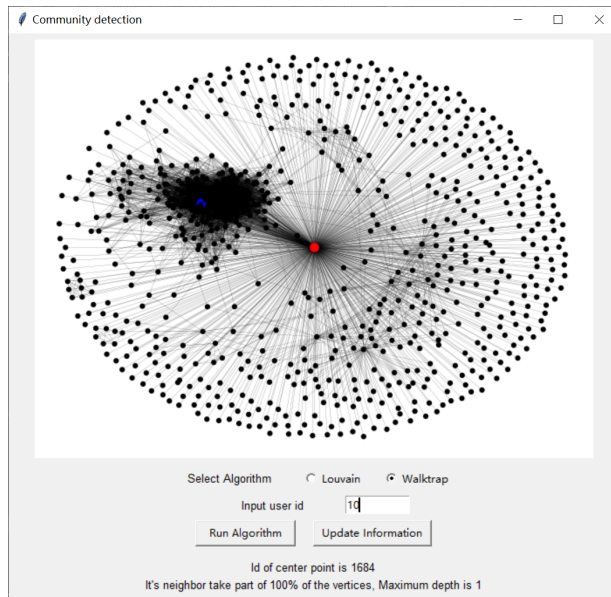 Community detection
Select Algorithm Louvain Walktrap
Input user id 10
Run Algorithm Update Information
Id of center point is 1684
It's neighbor take part of 100% of the vertices, Maximum depth is 1